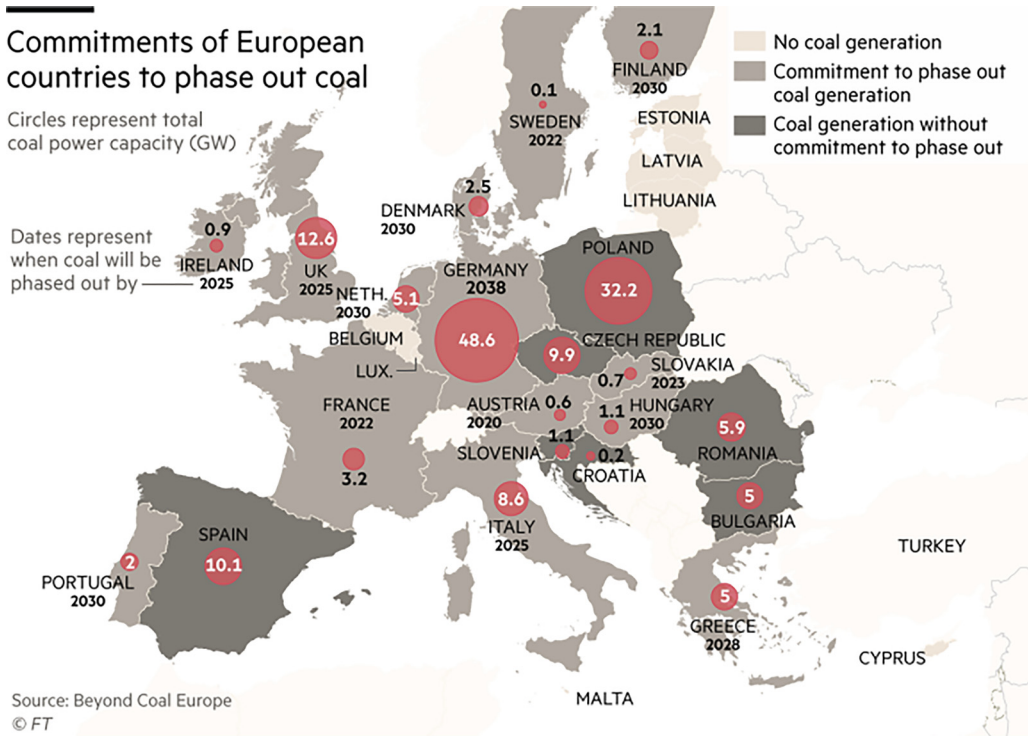 Commitments of European
countries to phase out coal
Circles represent total
coal power capacity (GW)
Dates represent
when coal will be
phased out by
No coal generation
Commitment to phase out
coal generation
Coal generation without
commitment to phase out
2.1
FINLAND
2030
0.1
SWEDEN
2022
ESTONIA
LATVIA
LITHUANIA
2.5
DENMARK
2030
0.9
IRELAND
2025
12.6
UK
2025
NETH.
2030
5.1
GERMANY
2038
48.6
POLAND
32.2
BELGIUM
LUX.
CZECH REPUBLIC
9.9
SLOVAKIA
2023
0.7
FRANCE
2022
3.2
AUSTRIA
2020
0.6
HUNGARY
2030
1.1
SLOVENIA
1.1
CROATIA
0.2
5.9
ROMANIA
5
BULGARIA
8.6
ITALY
2025
SPAIN
10.1
2
PORTUGAL
2030
5
GREECE
2028
TURKEY
CYPRUS
MALTA
Source: Beyond Coal Europe
© FT